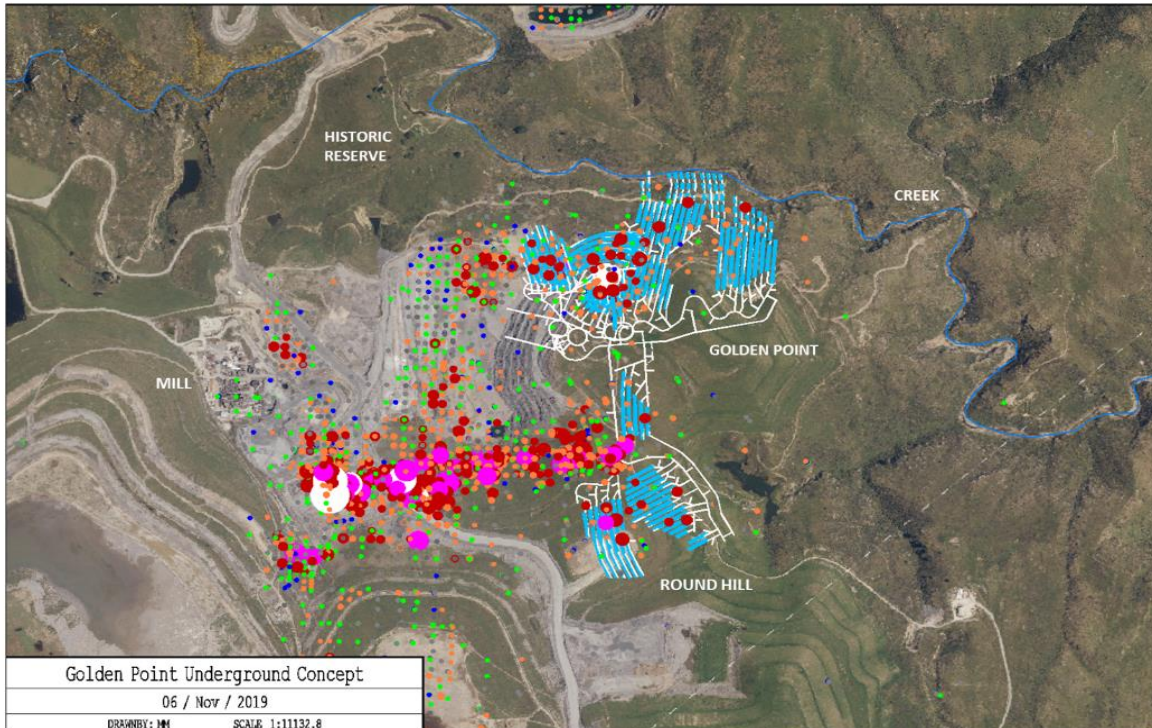 HISTORIC
RESERVE
CREEK
GOLDEN POINT
MILL
ROUND HILL
Golden Point Underground Concept
06 / Nov / 2019
DRAWNBY: MM SCALE 1:11132.8